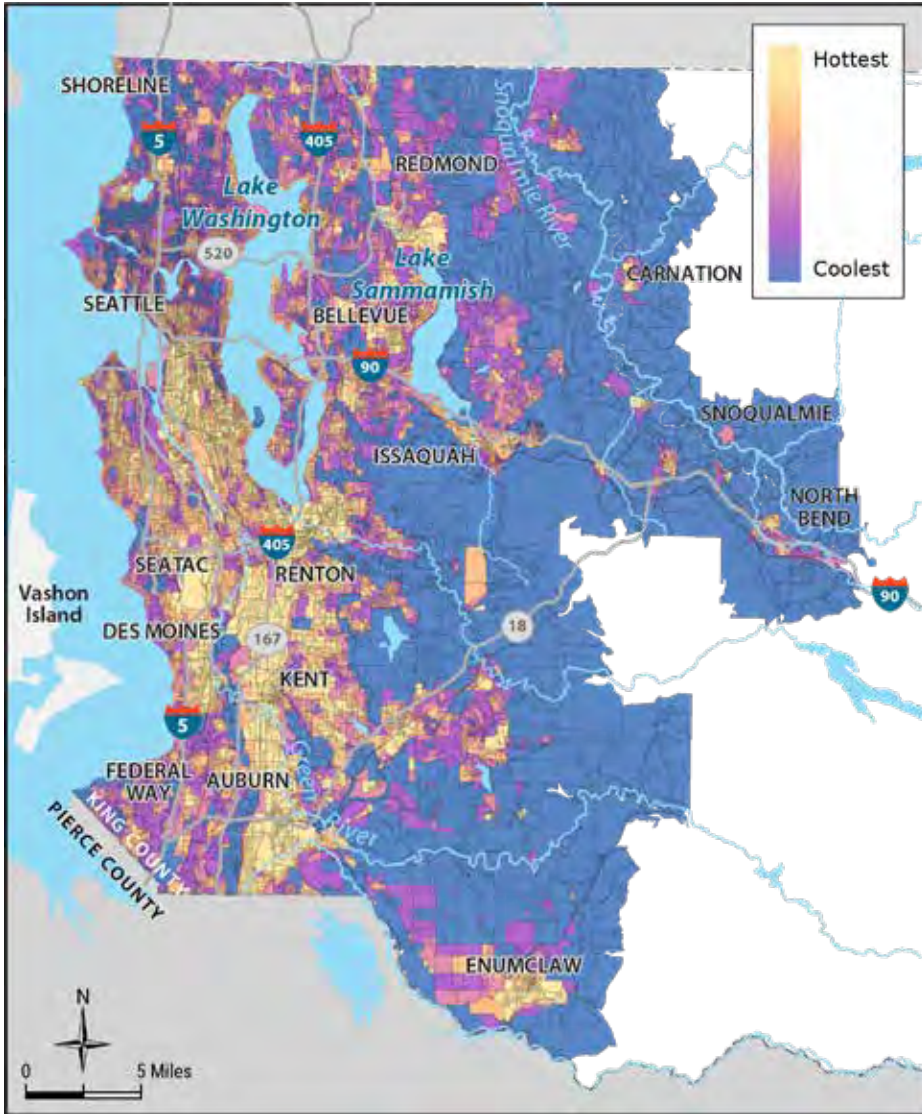 SHORELINE
5
405
REDMOND
Snoqualmie River
Hottest
Coolest
Lake
Washington
520
Lake
Sammamish
CARNATION
SEATTLE
BELLEVUE
90
SNOQUALMIE
ISSAQUAH
NORTH
BEND
405
SEATAC
RENTON
90
Vashon
Island
DES MOINES
167
18
KENT
5
FEDERAL
WAY
AUBURN
Green River
KING COUNTY
PIERCE COUNTY
ENUMCLAW
N
0 5 Miles